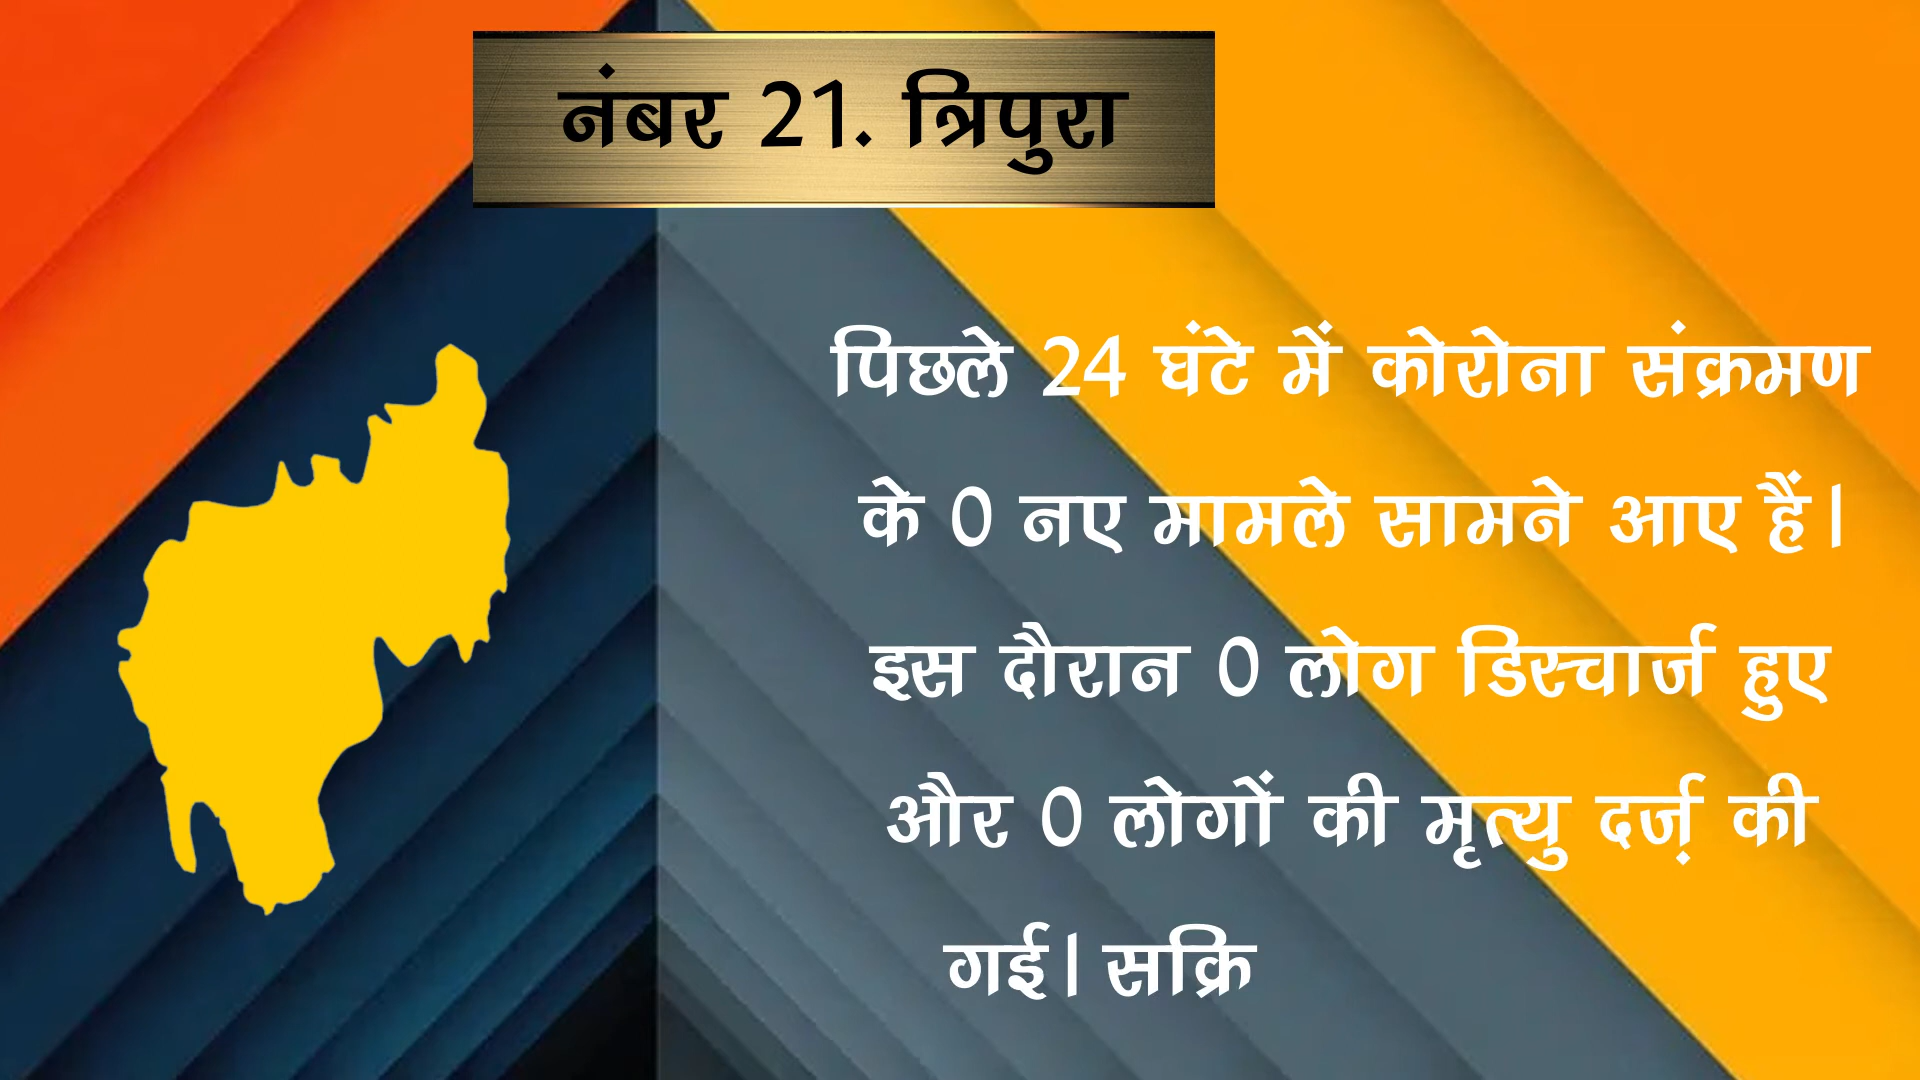 नंबर 21. त्रिपुरा
पिछले 24 घंटे में कोरोना संक्रमण
के 0 नए मामले सामने आए हैं।
इस दौरान 0 लोग डिस्चार्ज हुए
और 0 लोगों की मृत्यु दर्ज़ की
गई। सक्रि